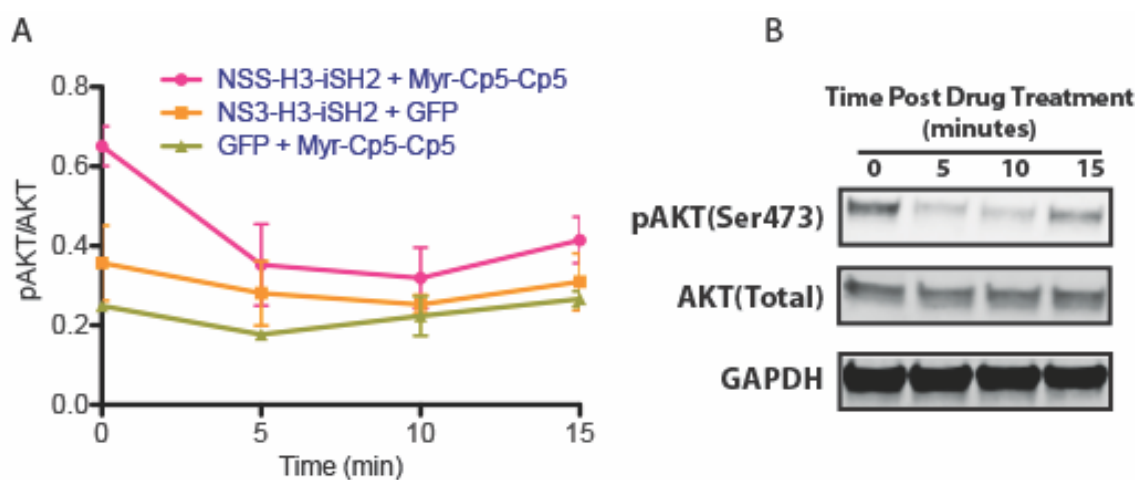 A
NSS-H3-iSH2 + Myr-Cp5-Cp5
NS3-H3-iSH2 + GFP
GFP + Myr-Cp5-Cp5
0.8
0.6
0.4
0.2
0.0
pAKT/AKT
0 5 10 15
Time (min)
B
Time Post Drug Treatment
(minutes)
0 5 10 15
pAKT(Ser473)
AKT(Total)
GAPDH